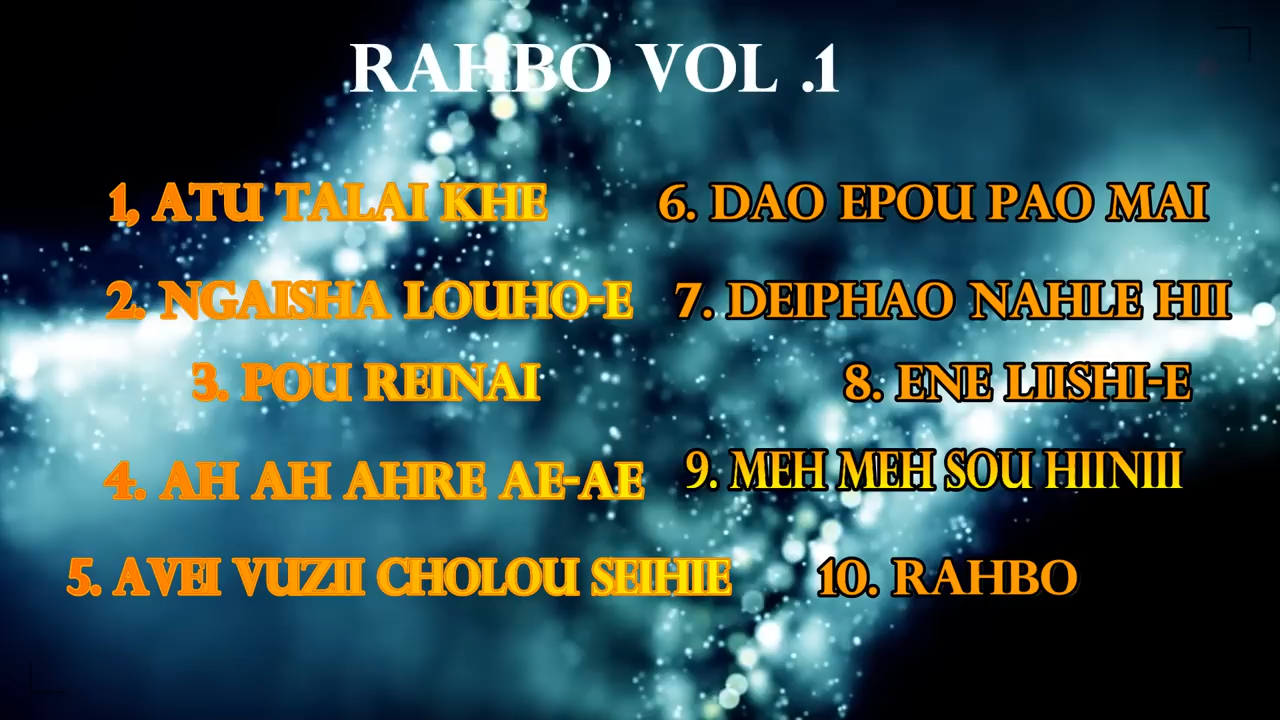 RAHBO VOL .1
1, ATU TALAI KHE
2. NGAISHA LOUHO-E
3. POU REINAI
4. AH AH AHRE AE-AE
5. AVEI VUZII CHOLOU SEIHIE
6. DAO EPOU PAO MAI
7. DEIPHAO NAHLE HII
8. ENE LIISHI-E
9. MEH MEH SOU HIINIII
10. RAHBO